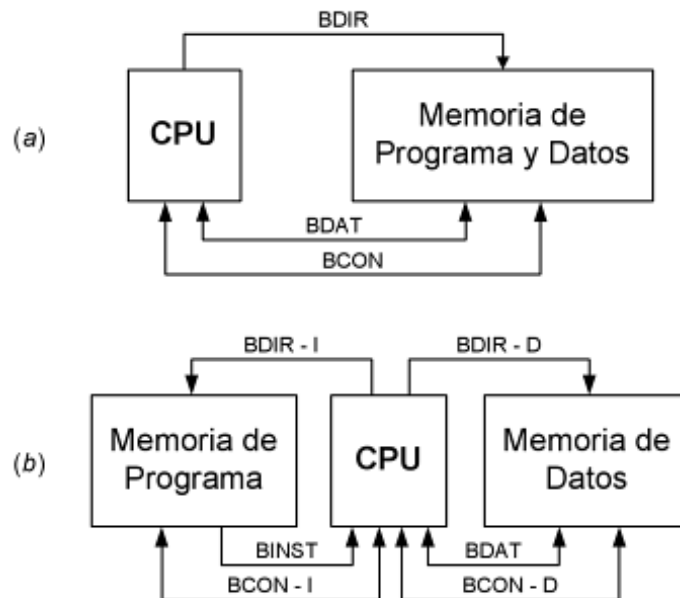 BDIR
(a)
CPU
Memoria de
Programa y Datos
BDAT
BCON
BDIR - I
BDIR - D
(b)
Memoria de
Programa
CPU
Memoria de
Datos
BINST
BDAT
BCON - I
BCON - D